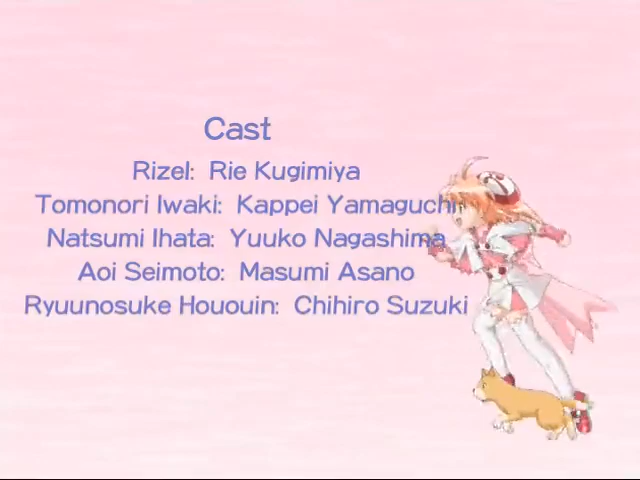 Cast
Rizel: Rie Kugimiya
Tomonori Iwaki: Kappei Yamaguchi
Natsumi Ihata: Yuuko Nagashima
Aoi Seimoto: Masumi Asano
Ryuunosuke Hououin: Chihiro Suzuki